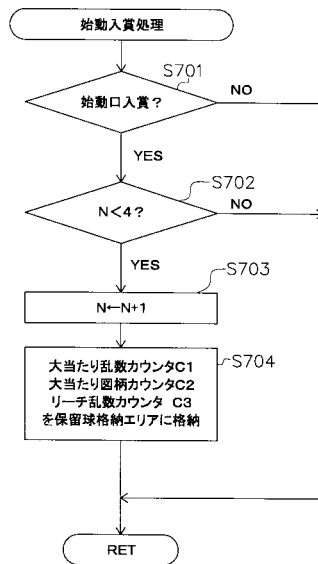 始動入賞処理
S701
始動口入賞?
NO
YES
S702
N<4?
NO
YES
S703
N←N+1
S704
大当たり乱数カウンタC1
大当たり図柄カウンタC2
リーチ乱数カウンタ C3
を保留球格納エリアに格納
RET